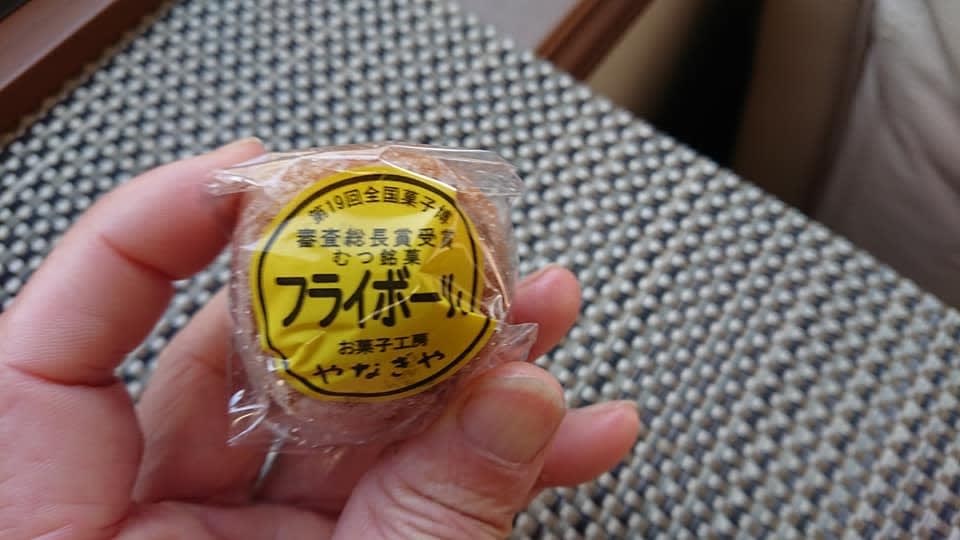 第19回全国菓子博
審査総長賞受賞
むつ銘菓
フライボール
お菓子工房
やなぎや